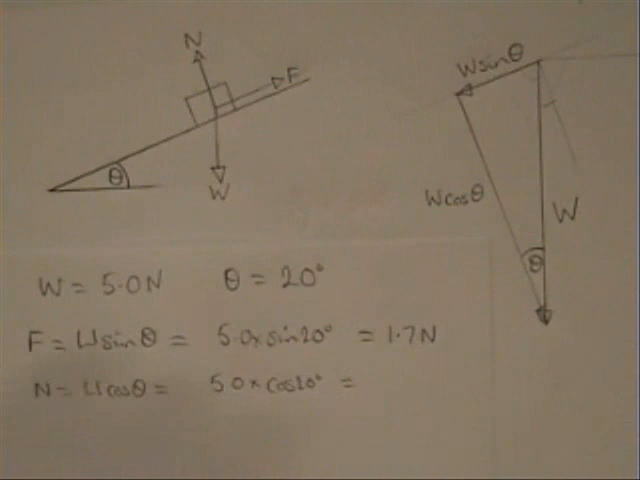 N
F
θ
W
Wsinθ
Wcosθ
W
θ
W = 5.0N θ = 20°
F = Wsinθ = 5.0×sin20° = 1.7N
N = Wcosθ = 5.0×cos20° =